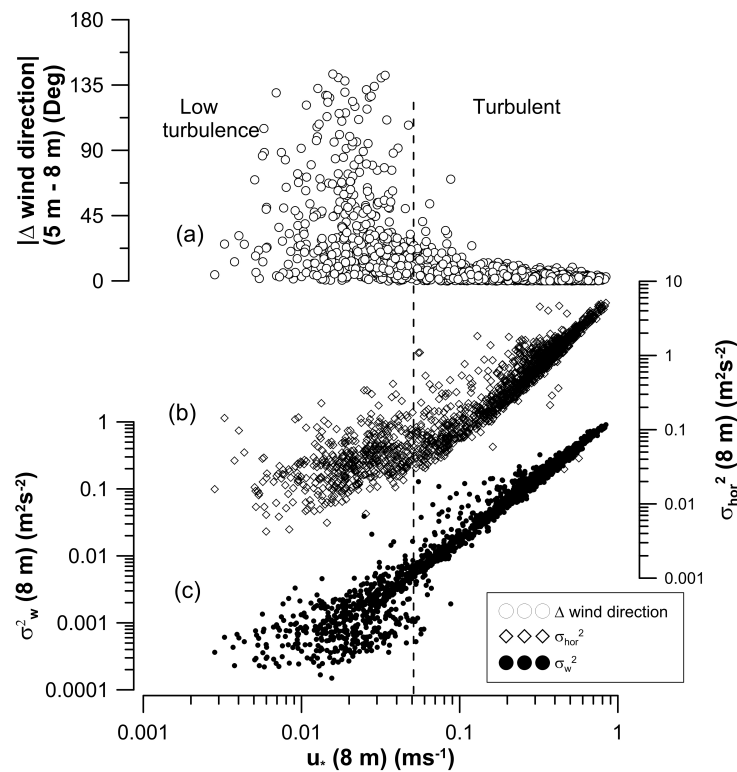 180
135
90
45
0
|Δ wind direction|
(5 m - 8 m) (Deg)
Low
turbulence
Turbulent
(a)
10
1
0.1
0.01
0.001
σhor² (8 m) (m²s⁻²)
(b)
1
0.1
0.01
0.001
0.0001
σ²w (8 m) (m²s⁻²)
(c)
Δ wind direction
σhor²
σw²
0.001
0.01
0.1
1
u* (8 m) (ms⁻¹)